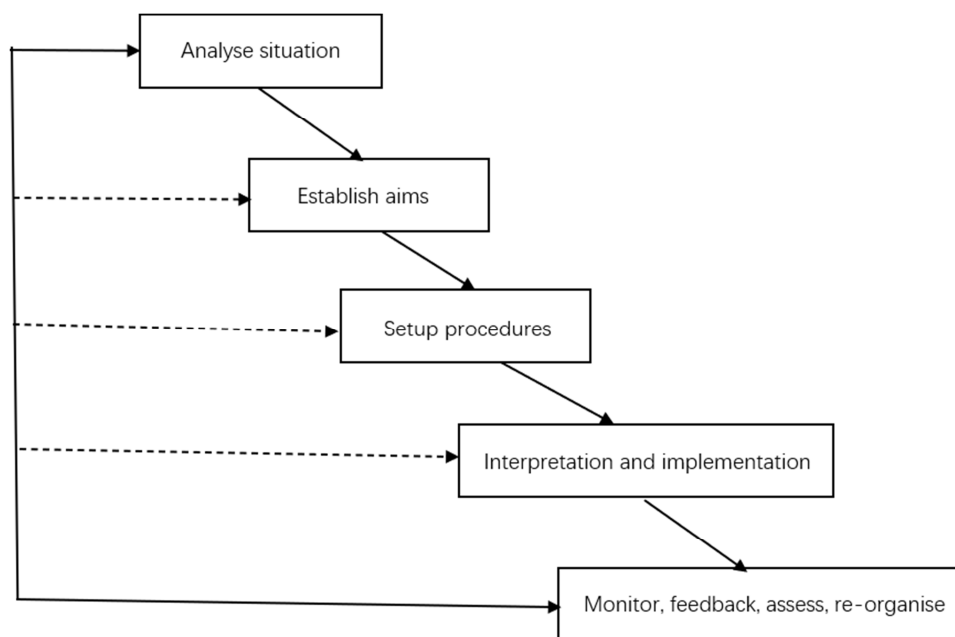 Analyse situation
Establish aims
Setup procedures
Interpretation and implementation
Monitor, feedback, assess, re-organise